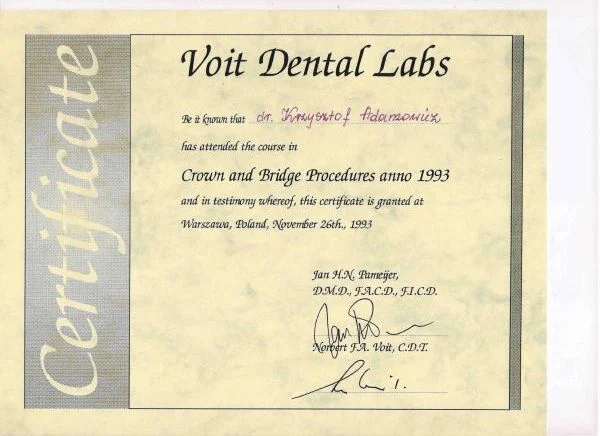 Certificate
Voit Dental Labs
Be it known that dr. Krzysztof Adamowicz
has attended the course in
Crown and Bridge Procedures anno 1993
and in testimony whereof, this certificate is granted at
Warszawa, Poland, November 26th., 1993
Jan H.N. Pameijer,
D.M.D., F.A.C.D., F.I.C.D.
Norbert F.A. Voit, C.D.T.